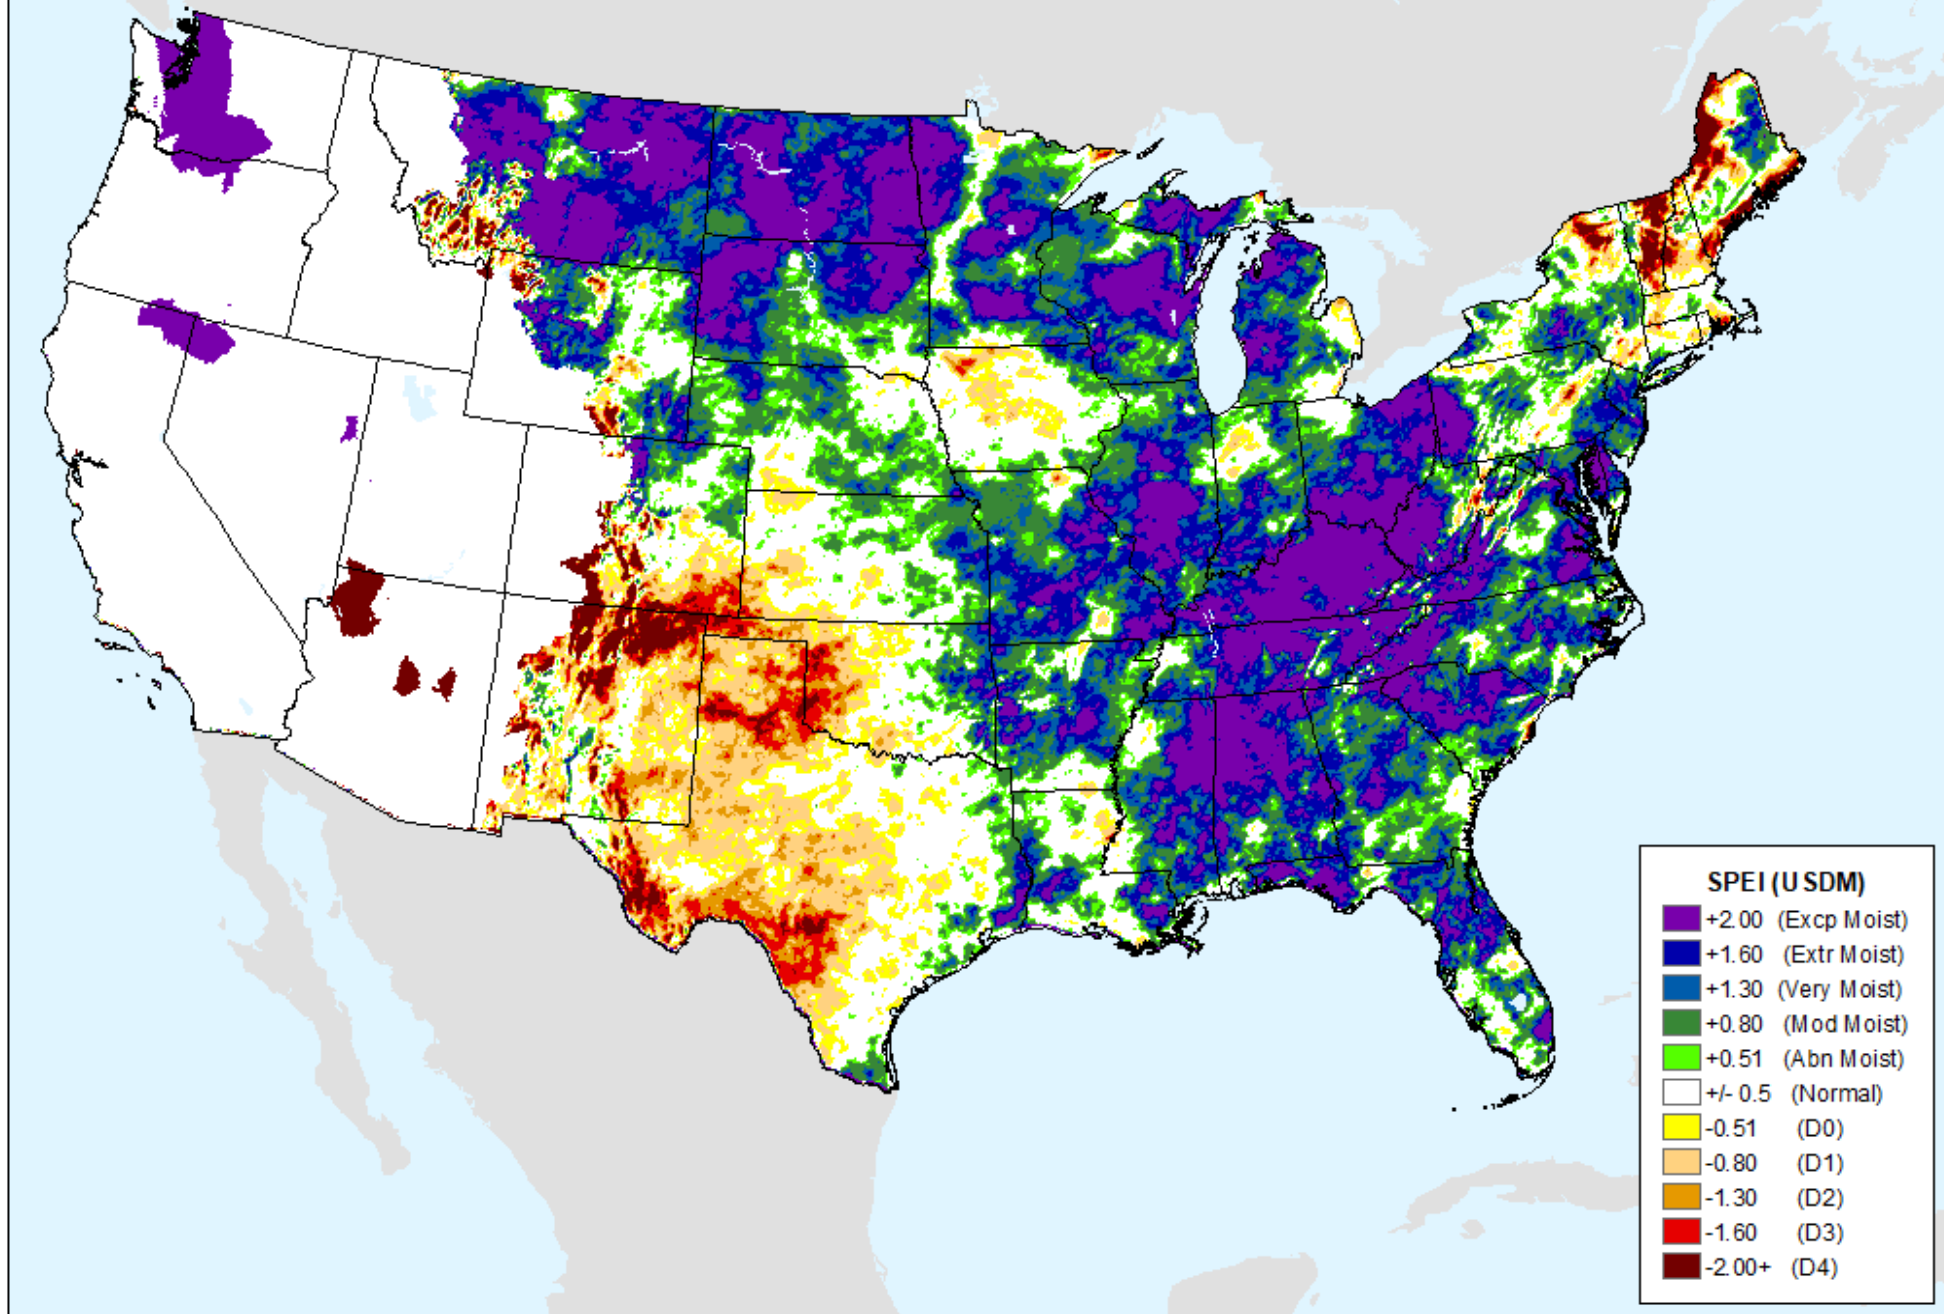 SPEI (USDM)
+2.00 (Excp Moist)
+1.60 (Extr Moist)
+1.30 (Very Moist)
+0.80 (Mod Moist)
+0.51 (Abn Moist)
+/- 0.5 (Normal)
-0.51 (D0)
-0.80 (D1)
-1.30 (D2)
-1.60 (D3)
-2.00+ (D4)